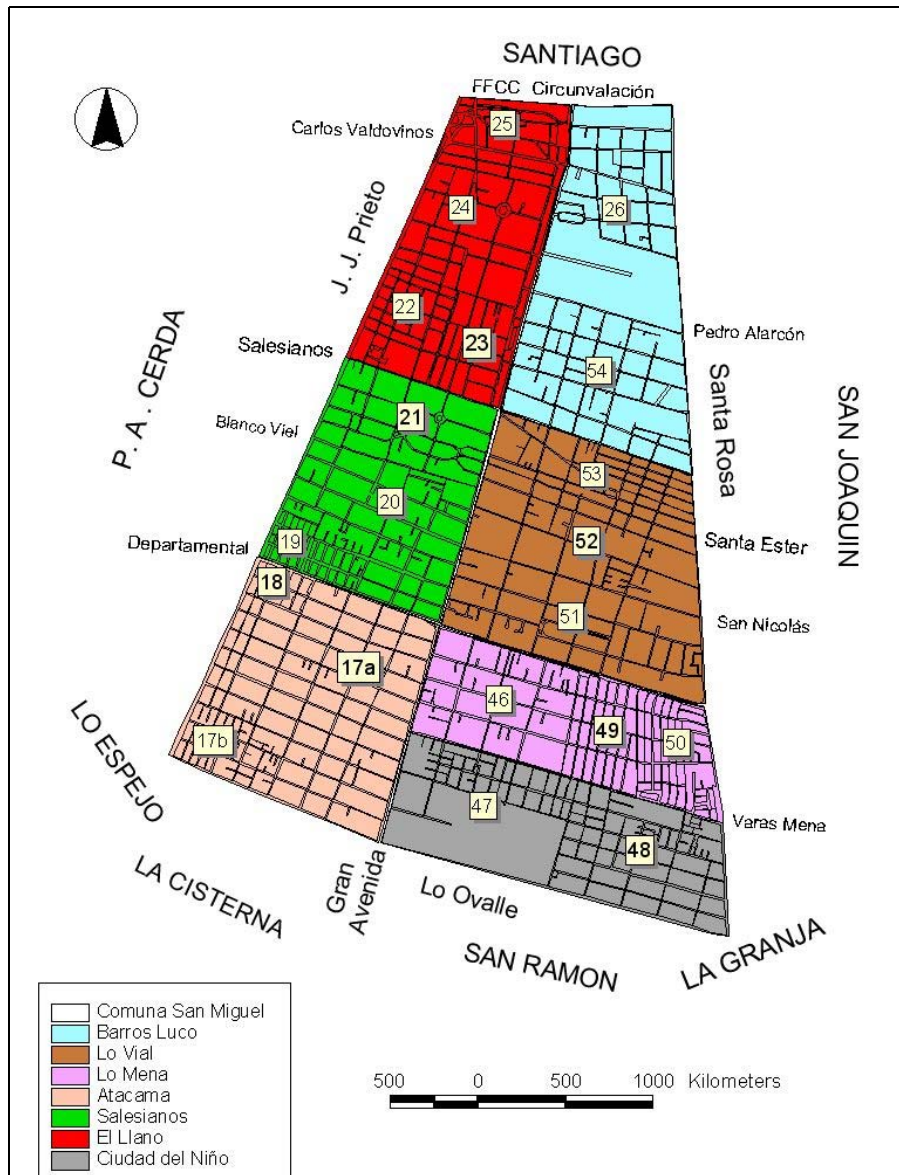 SANTIAGO
FFCC Circunvalación
Carlos Valdovinos
25
24
26
J. J. Prieto
22
23
Pedro Alarcón
Salesianos
54
P. A. CERDA
Santa Rosa
SAN JOAQUIN
21
Blanco Viel
53
20
52
Santa Ester
Departamental
19
18
51
San Nicolás
17a
46
49
50
17b
LO ESPEJO
47
Varas Mena
48
LA CISTERNA
Gran
Avenida
Lo Ovalle
SAN RAMON
LA GRANJA
Comuna San Miguel
Barros Luco
Lo Vial
Lo Mena
Atacama
Salesianos
El Llano
Ciudad del Niño
500 0 500 1000 Kilometers